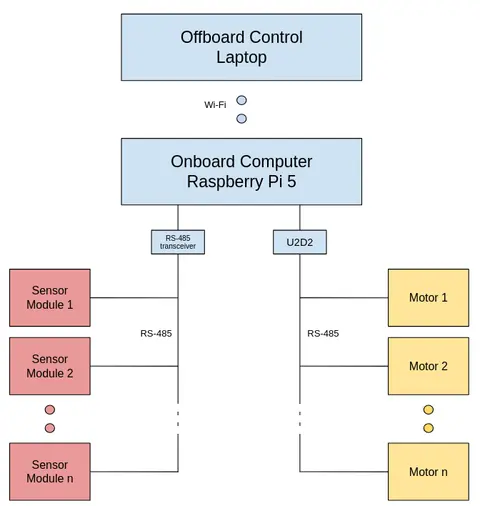 Offboard Control
Laptop
Wi-Fi
Onboard Computer
Raspberry Pi 5
RS-485
transceiver
U2D2
Sensor
Module 1
Motor 1
RS-485
RS-485
Sensor
Module 2
Motor 2
Sensor
Module n
Motor n